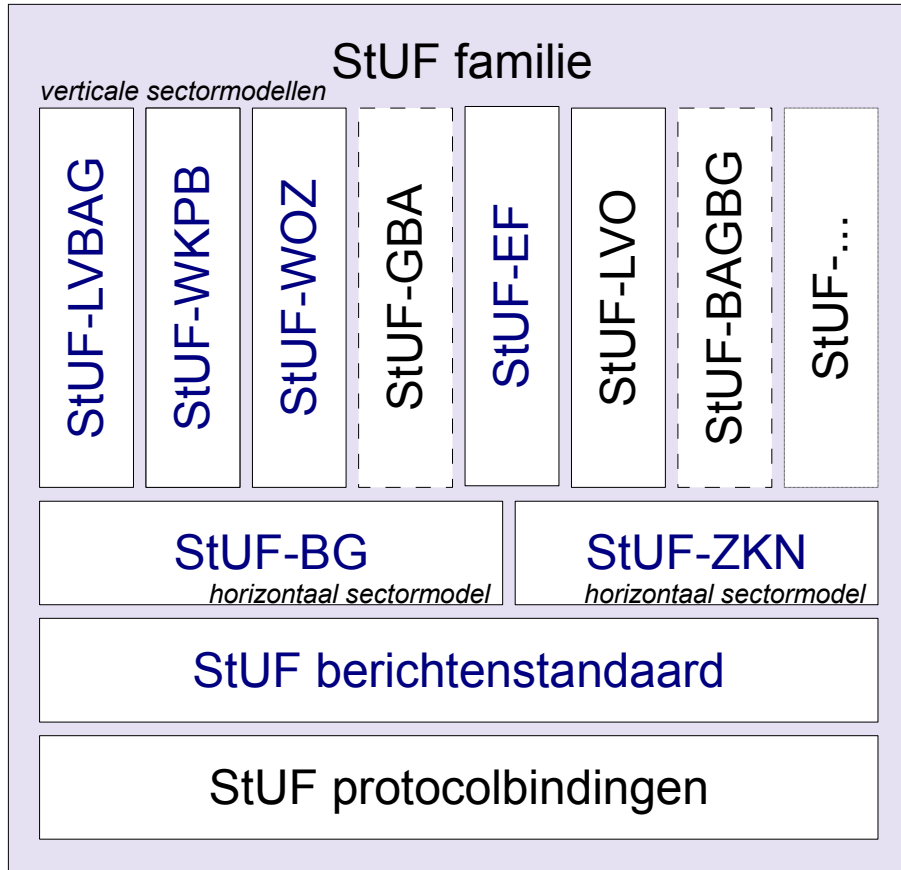 StUF familie
verticale sectormodellen
StUF-LVBAG
StUF-WKPB
StUF-WOZ
StUF-GBA
StUF-EF
StUF-LVO
StUF-BAGBG
StUF-...
StUF-BG
horizontaal sectormodel
StUF-ZKN
horizontaal sectormodel
StUF berichtenstandaard
StUF protocolbindingen